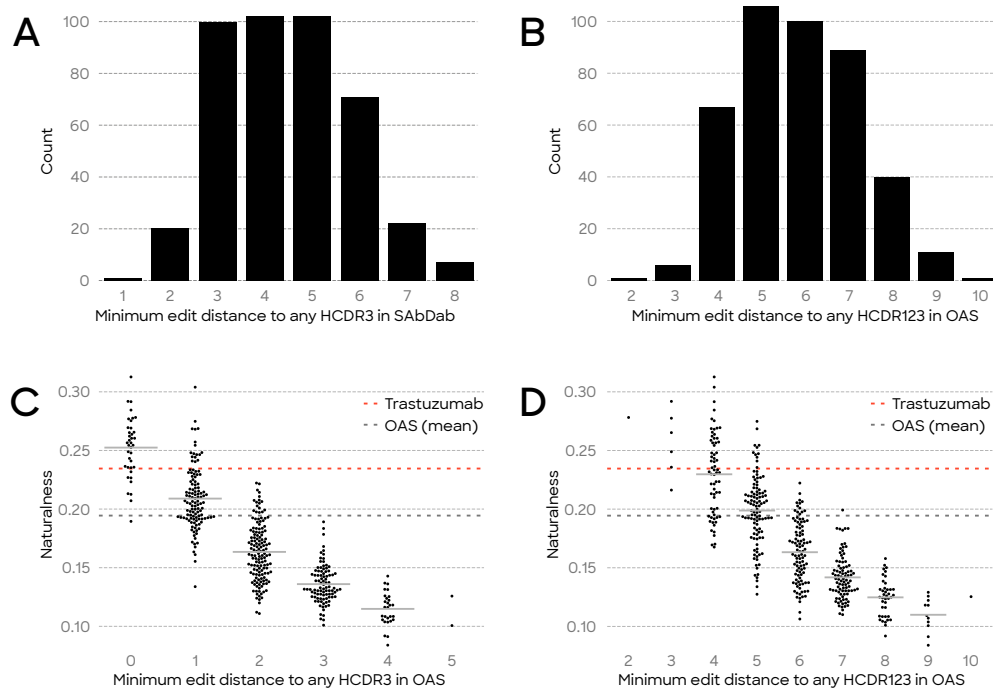 A
100
80
60
40
20
0
Count
1 2 3 4 5 6 7 8
Minimum edit distance to any HCDR3 in SAbDab
B
100
80
60
40
20
0
Count
2 3 4 5 6 7 8 9 10
Minimum edit distance to any HCDR123 in OAS
C
0.30
0.25
0.20
0.15
0.10
Naturalness
Trastuzumab
OAS (mean)
0 1 2 3 4 5
Minimum edit distance to any HCDR3 in OAS
D
0.30
0.25
0.20
0.15
0.10
Naturalness
Trastuzumab
OAS (mean)
2 3 4 5 6 7 8 9 10
Minimum edit distance to any HCDR123 in OAS